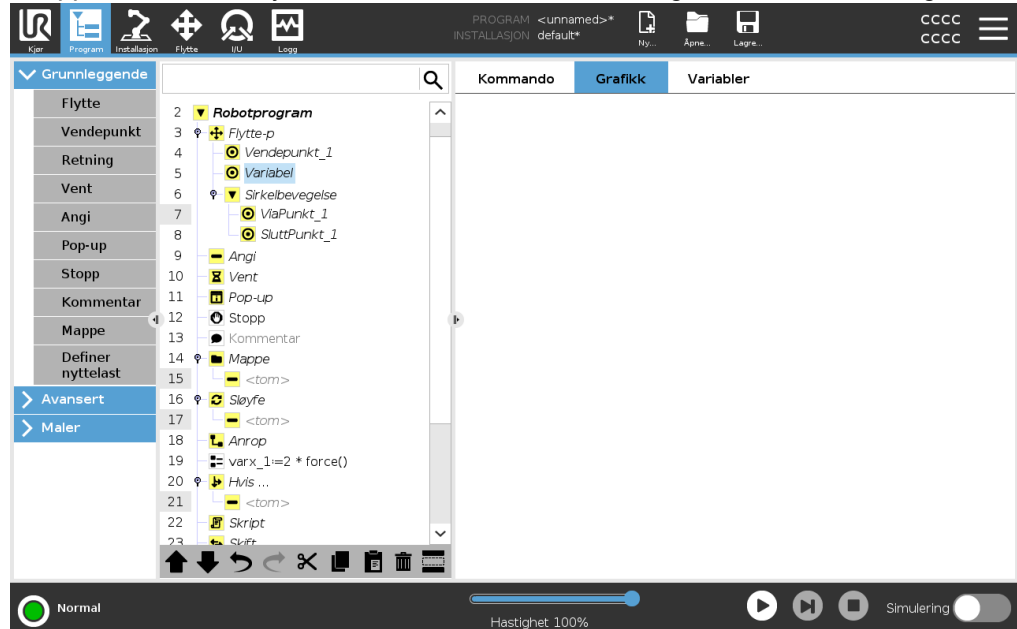 PROGRAM <unnamed>*
INSTALLASJON default*
Kjør Program Installasjon Flytte I/U Logg
Ny... Åpne... Lagre...
CCCC
CCCC
Grunnleggende
Flytte
Vendepunkt
Retning
Vent
Angi
Pop-up
Stopp
Kommentar
Mappe
Definer
nyttelast
Avansert
Maler
2 Robotprogram
3 Flytte-p
4 Vendepunkt_1
5 Variabel
6 Sirkelbevegelse
7 ViaPunkt_1
8 SluttPunkt_1
9 Angi
10 Vent
11 Pop-up
12 Stopp
13 Kommentar
14 Mappe
15 <tom>
16 Sløyfe
17 <tom>
18 Anrop
19 varx_1:=2 * force()
20 Hvis ...
21 <tom>
22 Skript
23 Skift
Kommando Grafikk Variabler
Normal
Hastighet 100%
Simulering